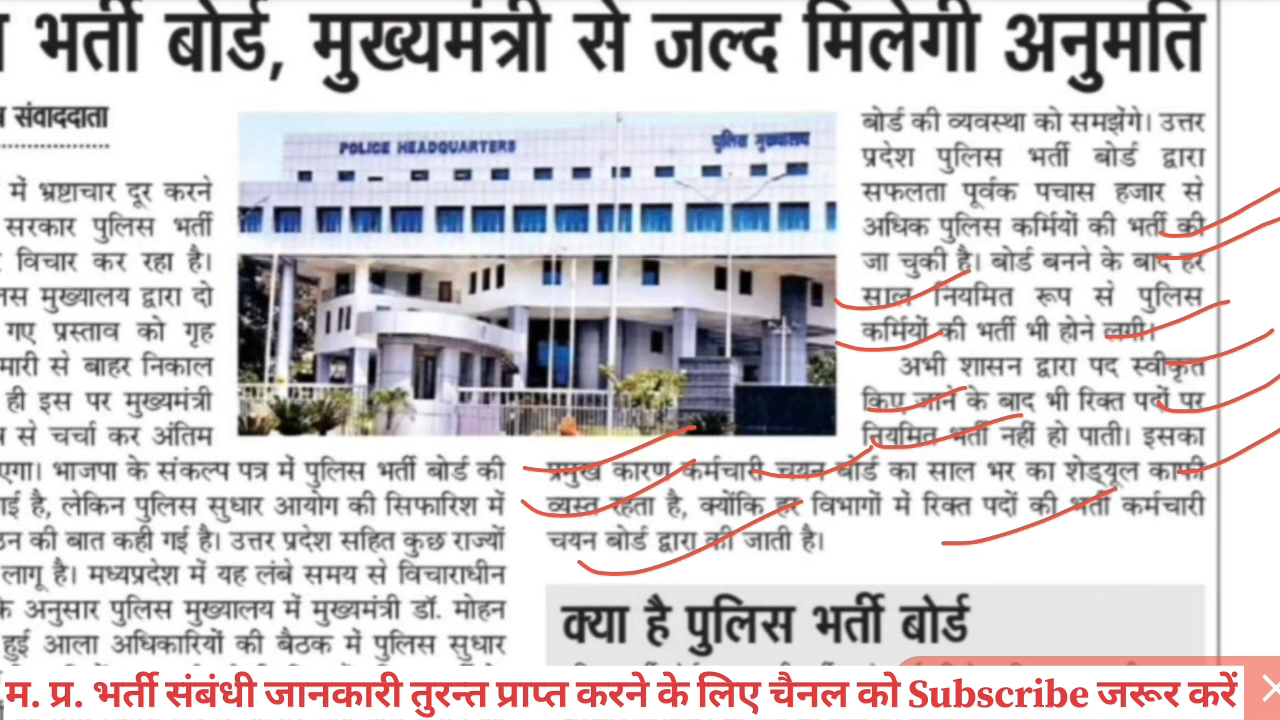 भर्ती बोर्ड, मुख्यमंत्री से जल्द मिलेगी अनुमति
संवाददाता
में भ्रष्टाचार दूर करने
सरकार पुलिस भर्ती
विचार कर रहा है।
मुख्यालय द्वारा दो
गए प्रस्ताव को गृह
से बाहर निकाल
ही इस पर मुख्यमंत्री
से चर्चा कर अंतिम
भाजपा के संकल्प पत्र में पुलिस भर्ती बोर्ड की
है, लेकिन पुलिस सुधार आयोग की सिफारिश में
की बात कही गई है। उत्तर प्रदेश सहित कुछ राज्यों
लागू है। मध्यप्रदेश में यह लंबे समय से विचाराधीन
अनुसार पुलिस मुख्यालय में मुख्यमंत्री डॉ. मोहन
हुई आला अधिकारियों की बैठक में पुलिस सुधार
POLICE HEADQUARTERS
पुलिस मुख्यालय
बोर्ड की व्यवस्था को समझेंगे। उत्तर
प्रदेश पुलिस भर्ती बोर्ड द्वारा
सफलता पूर्वक पचास हजार से
अधिक पुलिस कर्मियों की भर्ती की
जा चुकी है। बोर्ड बनने के बाद हर
साल नियमित रूप से पुलिस
कर्मियों की भर्ती भी होने लगी।
अभी शासन द्वारा पद स्वीकृत
किए जाने के बाद भी रिक्त पदों पर
नियमित भर्ती नहीं हो पाती। इसका
प्रमुख कारण कर्मचारी चयन बोर्ड का साल भर का शेड्यूल काफी
व्यस्त रहता है, क्योंकि हर विभागों में रिक्त पदों की भर्ती कर्मचारी
चयन बोर्ड द्वारा की जाती है।
क्या है पुलिस भर्ती बोर्ड
म. प्र. भर्ती संबंधी जानकारी तुरन्त प्राप्त करने के लिए चैनल को Subscribe जरूर करें